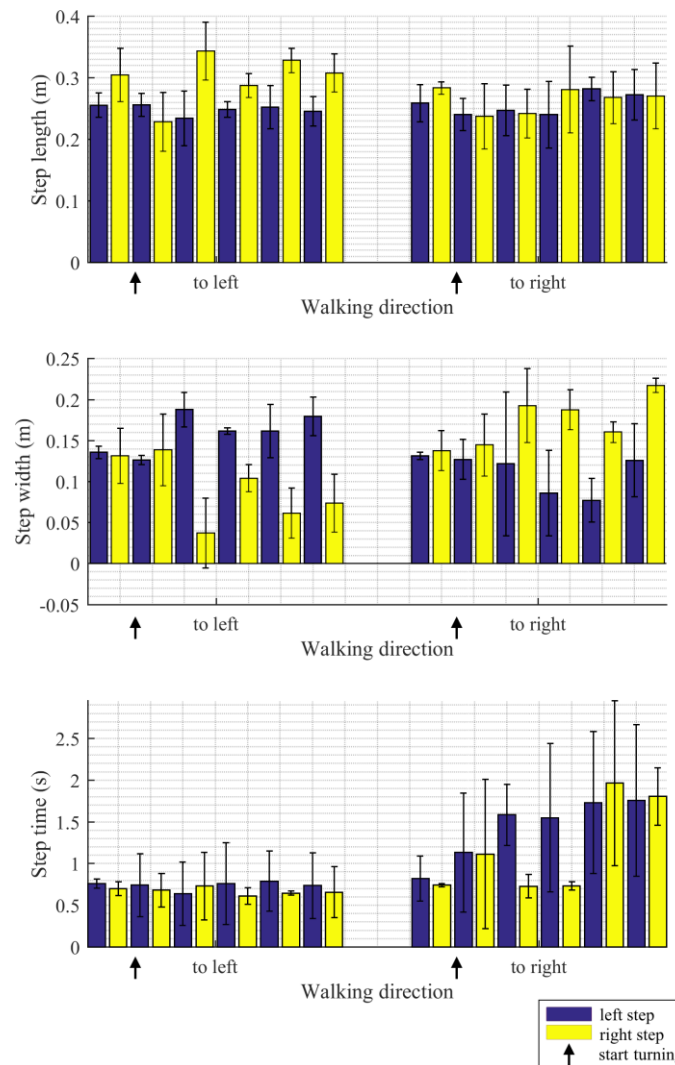 0.4
0.3
0.2
0.1
0
Step length (m)
to left
to right
Walking direction
0.25
0.2
0.15
0.1
0.05
0
-0.05
Step width (m)
to left
to right
Walking direction
2.5
2
1.5
1
0.5
0
Step time (s)
to left
to right
Walking direction
left step
right step
start turnin